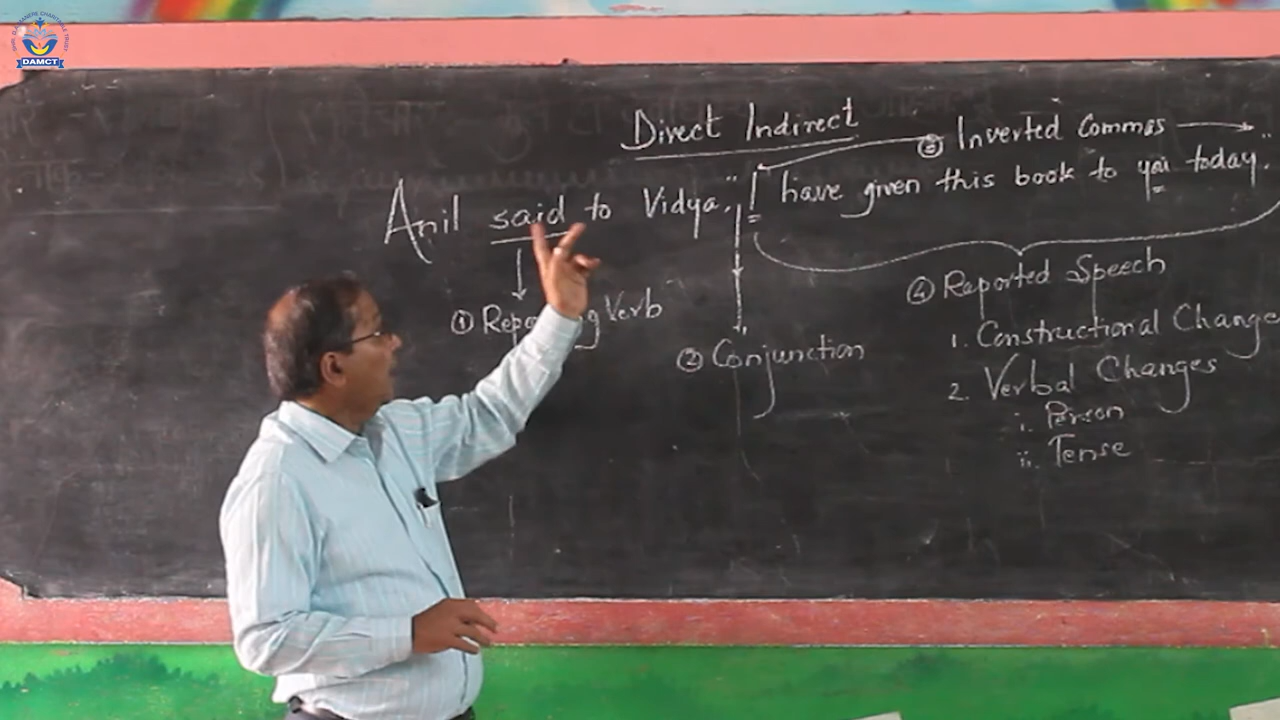 DAMCT
Direct Indirect
③ Inverted Commas
Anil said to Vidya, "I have given this book to you today."
① Reporting Verb
② Conjunction
④ Reported Speech
1. Constructional Change
2. Verbal Changes
i. Person
ii. Tense